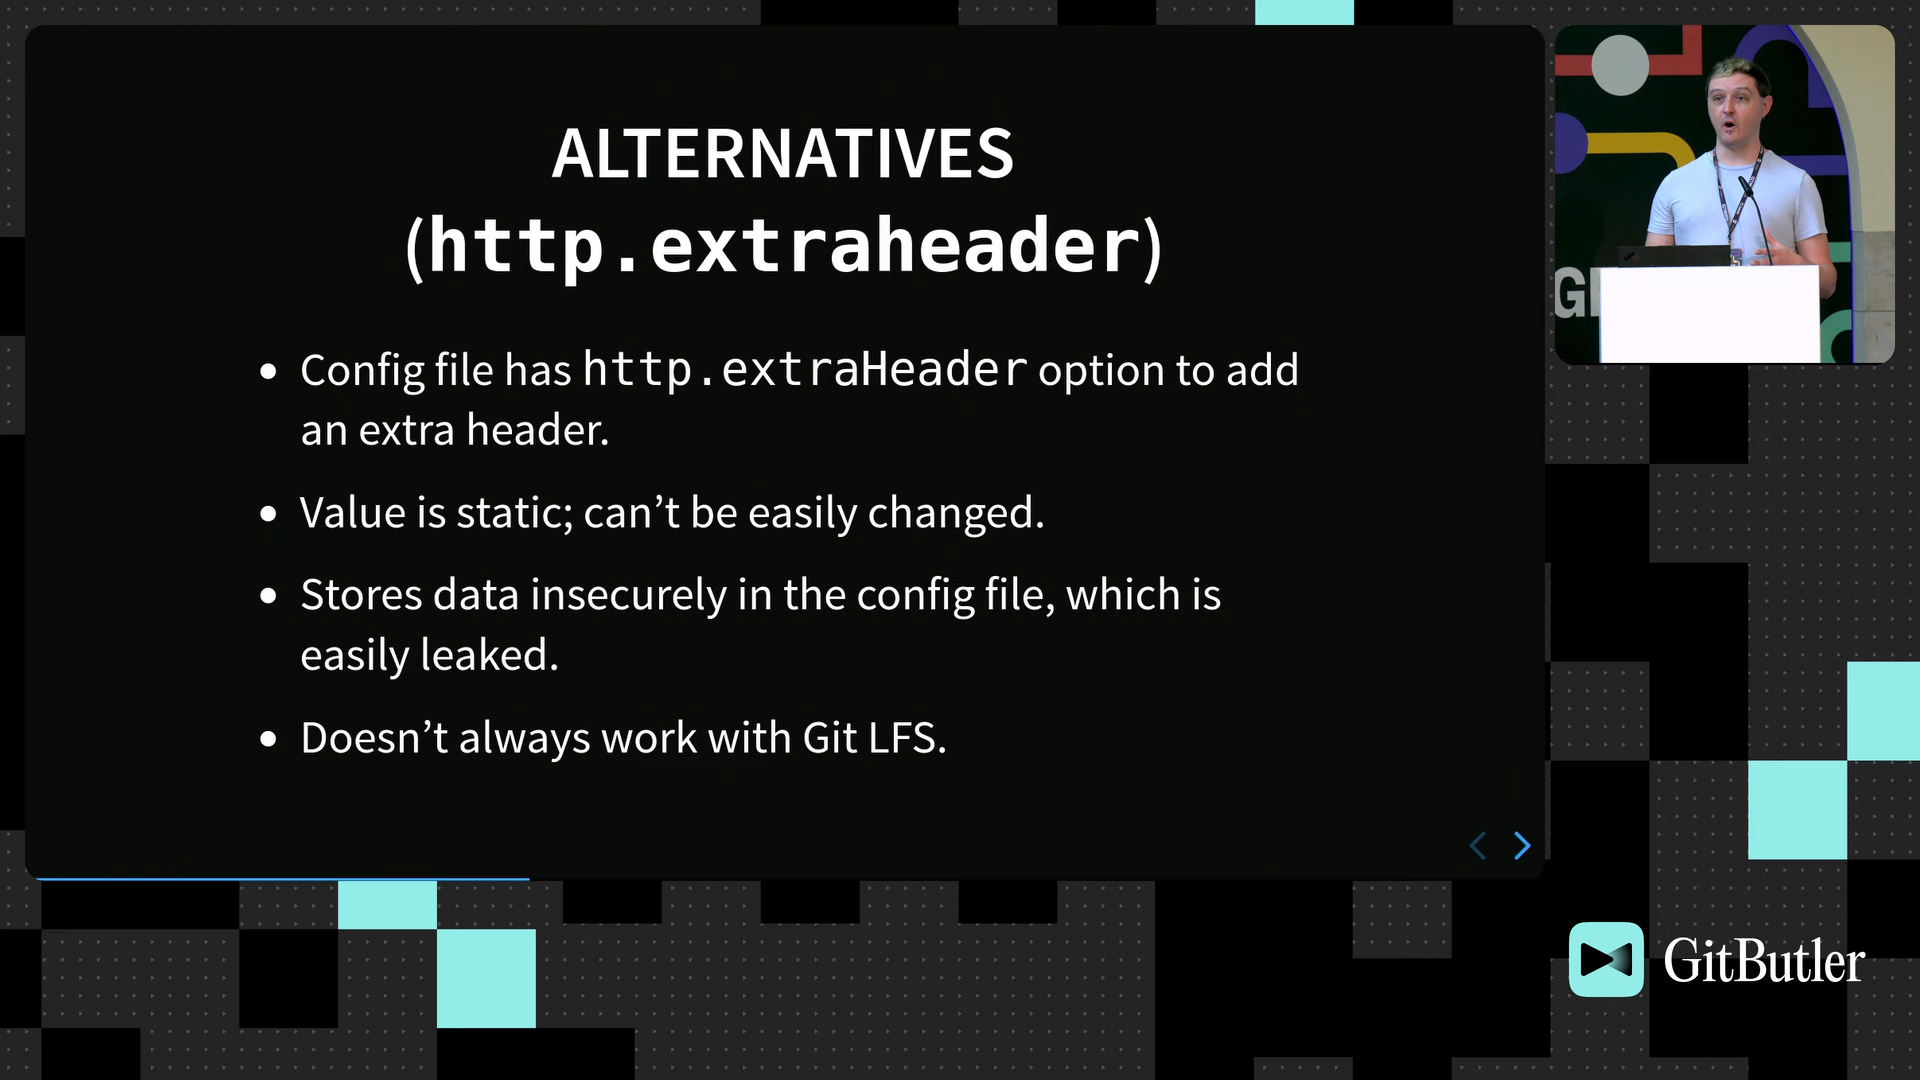 ALTERNATIVES
(http.extraheader)
• Config file has http.extraHeader option to add
an extra header.
• Value is static; can’t be easily changed.
• Stores data insecurely in the config file, which is
easily leaked.
• Doesn’t always work with Git LFS.
GI
GitButler